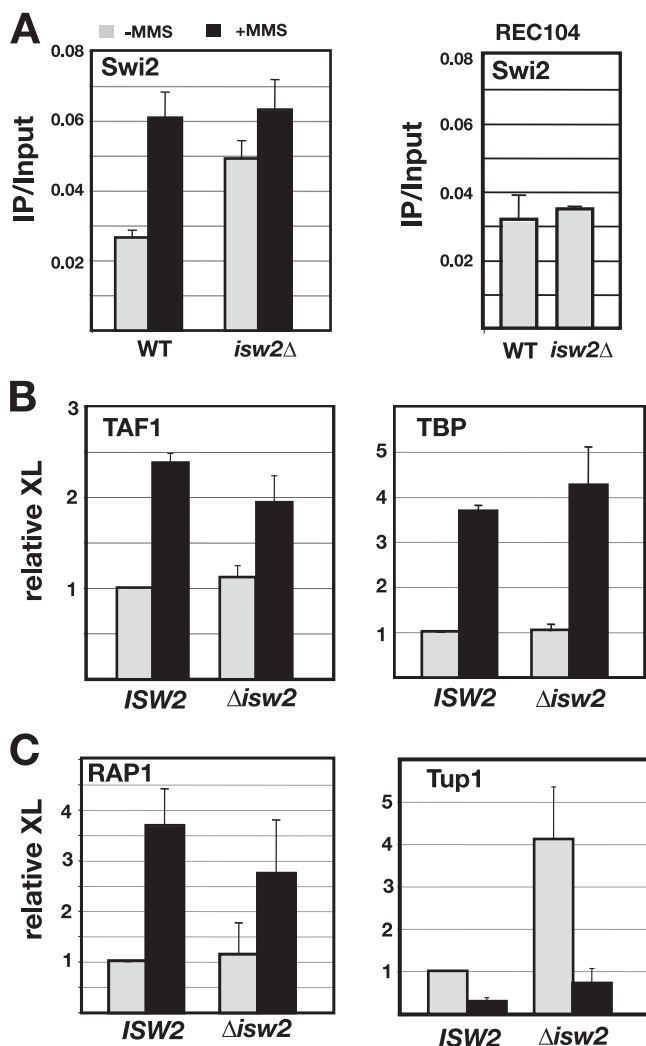 A
-MMS +MMS
REC104
0.08
Swi2
0.06
0.04
0.02
IP/Input
WT isw2Δ
0.08
Swi2
0.06
0.04
0.02
IP/Input
WT isw2Δ
B
3
TAF1
2
1
relative XL
ISW2 Δisw2
TBP
5
4
3
2
1
ISW2 Δisw2
C
RAP1
4
3
2
1
relative XL
ISW2 Δisw2
Tup1
5
4
3
2
1
ISW2 Δisw2